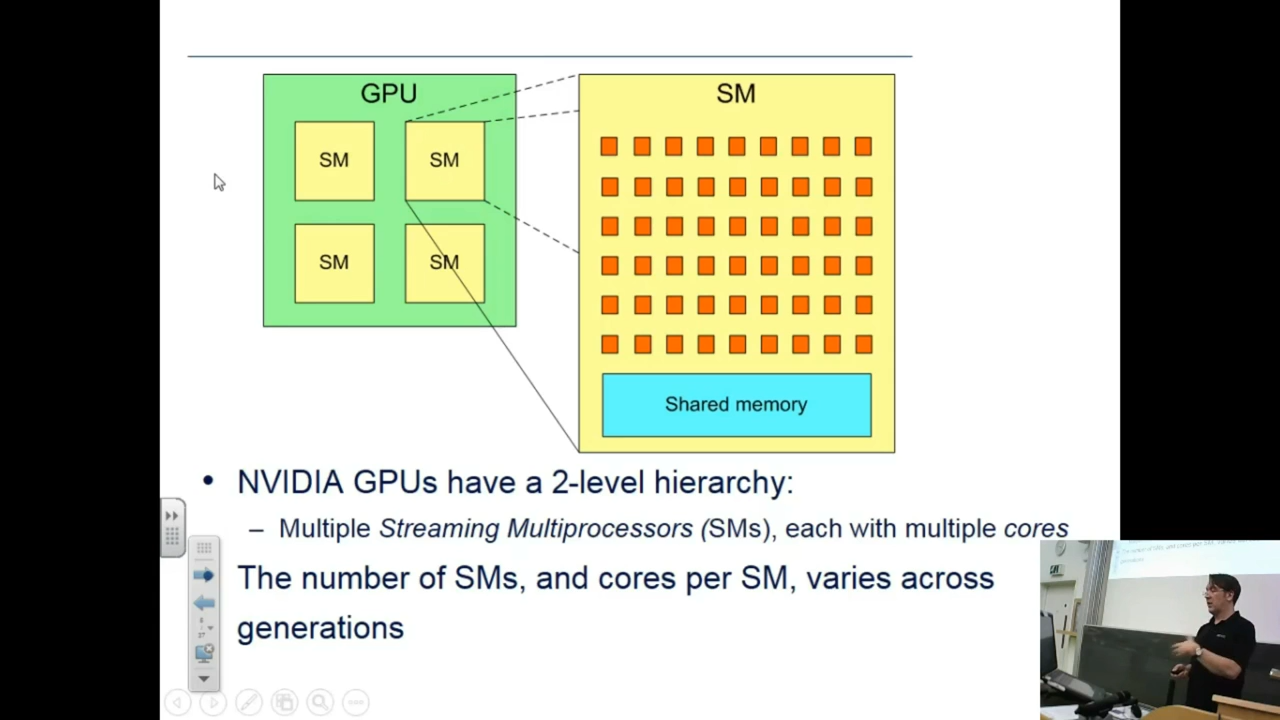 GPU
SM
SM
SM
SM
SM
Shared memory
• NVIDIA GPUs have a 2-level hierarchy:
– Multiple Streaming Multiprocessors (SMs), each with multiple cores
The number of SMs, and cores per SM, varies across
generations